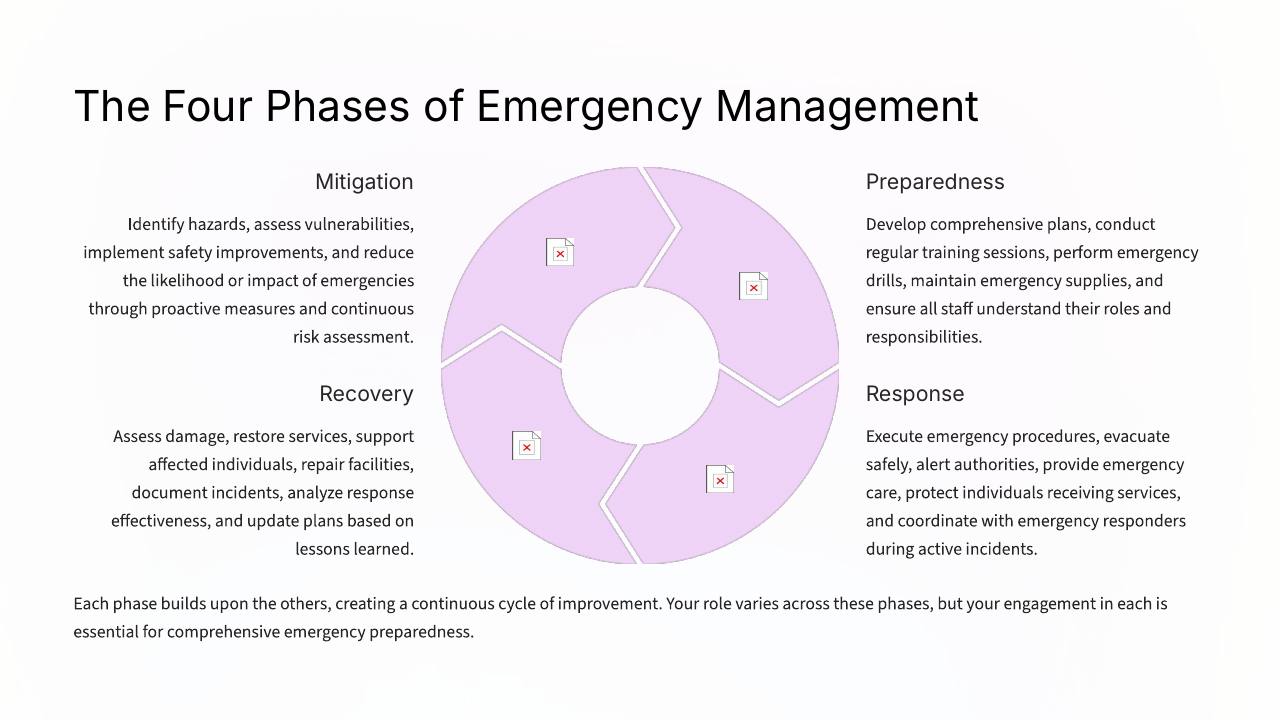 The Four Phases of Emergency Management
Mitigation
Identify hazards, assess vulnerabilities,
implement safety improvements, and reduce
the likelihood or impact of emergencies
through proactive measures and continuous
risk assessment.
Preparedness
Develop comprehensive plans, conduct
regular training sessions, perform emergency
drills, maintain emergency supplies, and
ensure all staff understand their roles and
responsibilities.
Recovery
Assess damage, restore services, support
affected individuals, repair facilities,
document incidents, analyze response
effectiveness, and update plans based on
lessons learned.
Response
Execute emergency procedures, evacuate
safely, alert authorities, provide emergency
care, protect individuals receiving services,
and coordinate with emergency responders
during active incidents.
Each phase builds upon the others, creating a continuous cycle of improvement. Your role varies across these phases, but your engagement in each is
essential for comprehensive emergency preparedness.